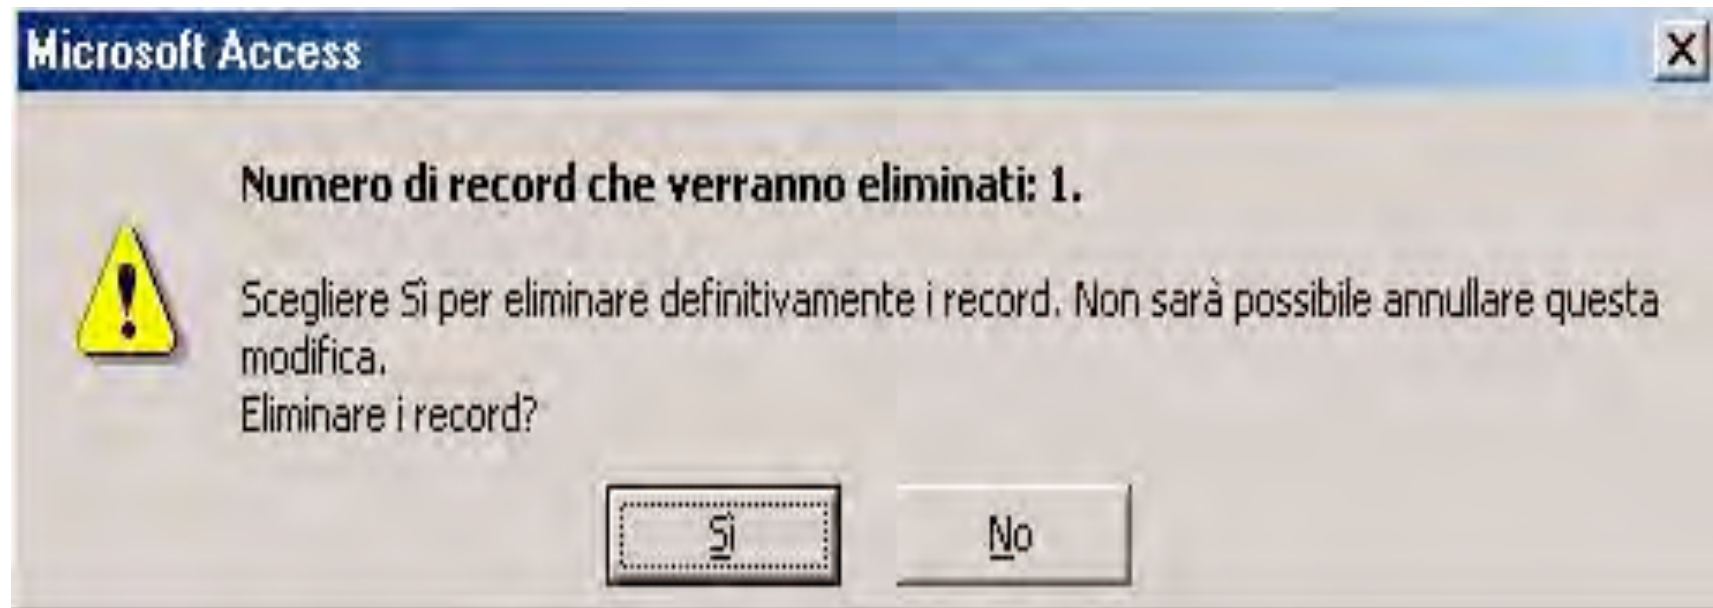 Microsoft Access
Numero di record che verranno eliminati: 1.
Scegliere Sì per eliminare definitivamente i record. Non sarà possibile annullare questa
modifica.
Eliminare i record?
Sì
No